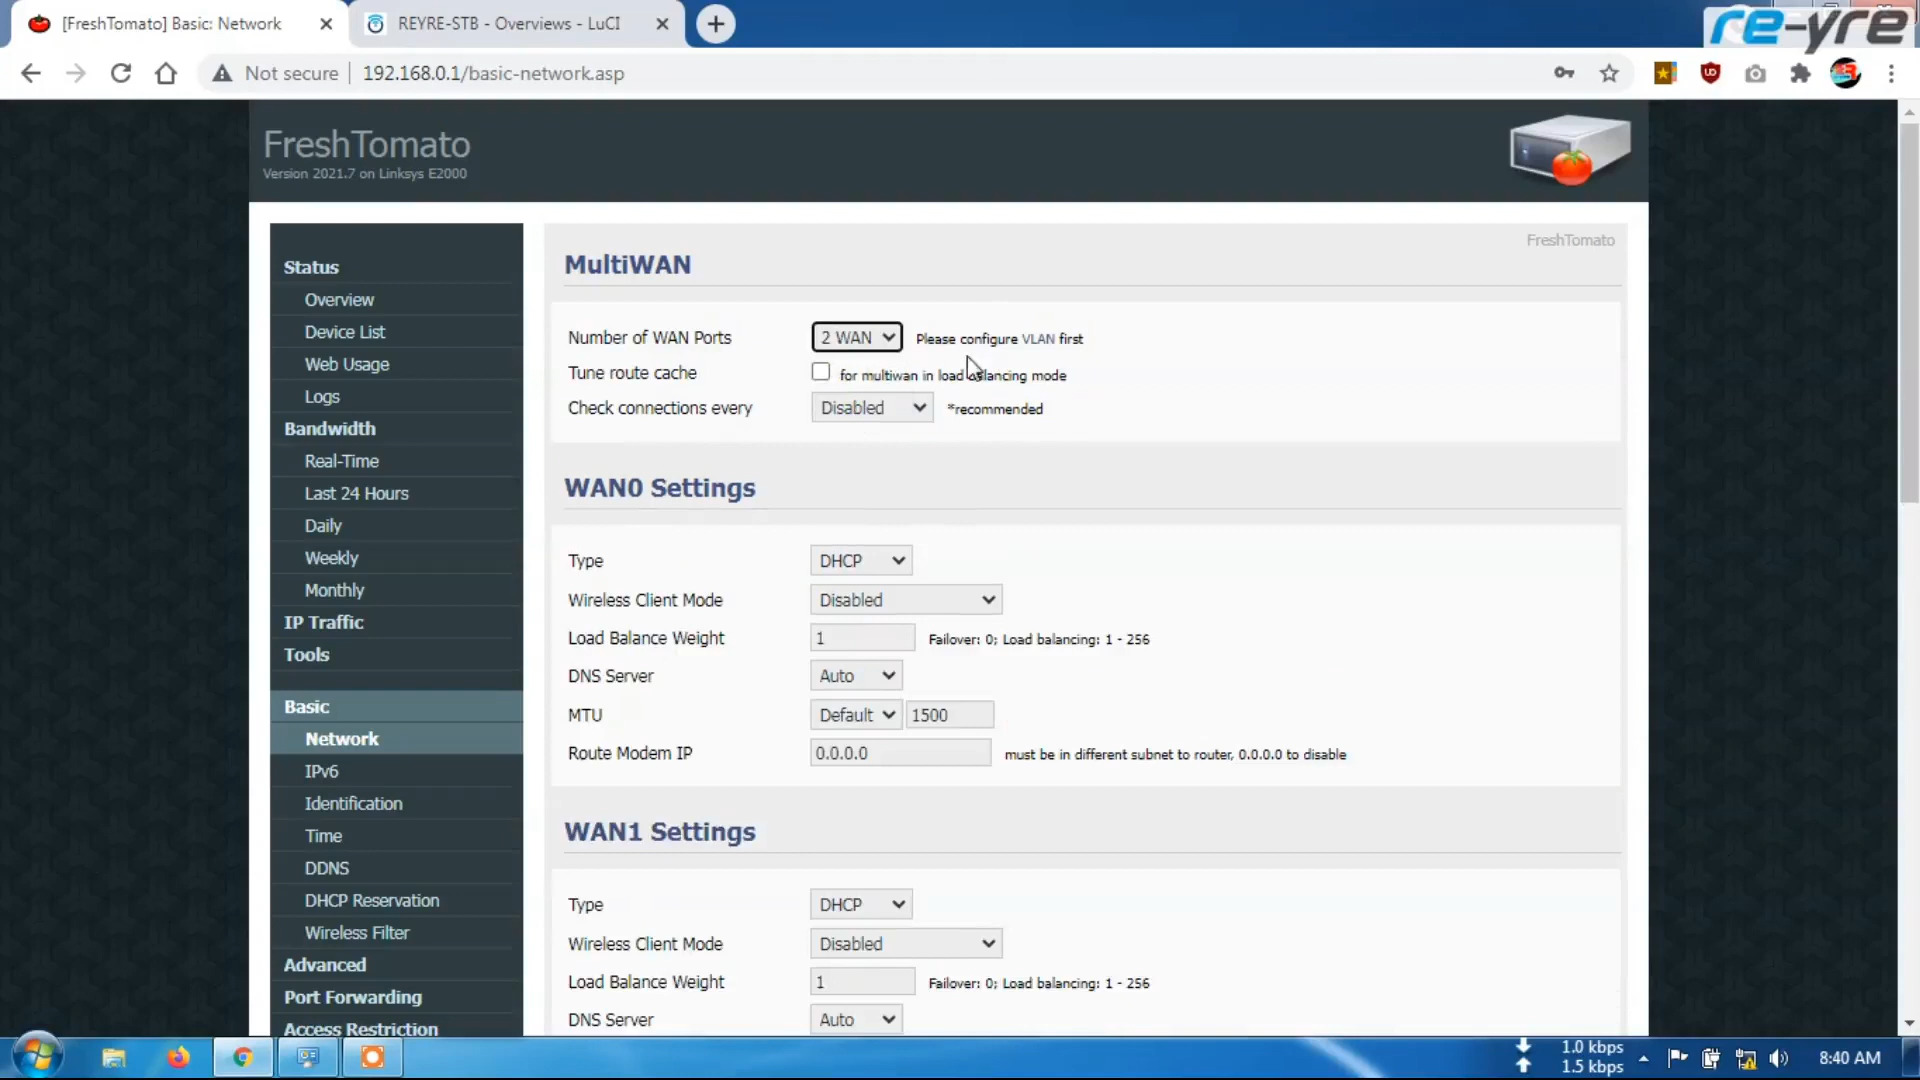 [FreshTomato] Basic: Network
REYRE-STB - Overviews - LuCI
re-yre
Not secure
192.168.0.1/basic-network.asp
FreshTomato
Version 2021.7 on Linksys E2000
Status
Overview
Device List
Web Usage
Logs
Bandwidth
Real-Time
Last 24 Hours
Daily
Weekly
Monthly
IP Traffic
Tools
Basic
Network
IPv6
Identification
Time
DDNS
DHCP Reservation
Wireless Filter
Advanced
Port Forwarding
Access Restriction
FreshTomato
MultiWAN
Number of WAN Ports 2 WAN Please configure VLAN first
Tune route cache for multiwan in load balancing mode
Check connections every Disabled *recommended
WAN0 Settings
Type DHCP
Wireless Client Mode Disabled
Load Balance Weight 1 Failover: 0; Load balancing: 1 - 256
DNS Server Auto
MTU Default 1500
Route Modem IP 0.0.0.0 must be in different subnet to router, 0.0.0.0 to disable
WAN1 Settings
Type DHCP
Wireless Client Mode Disabled
Load Balance Weight 1 Failover: 0; Load balancing: 1 - 256
DNS Server Auto
1.0 kbps
1.5 kbps
8:40 AM